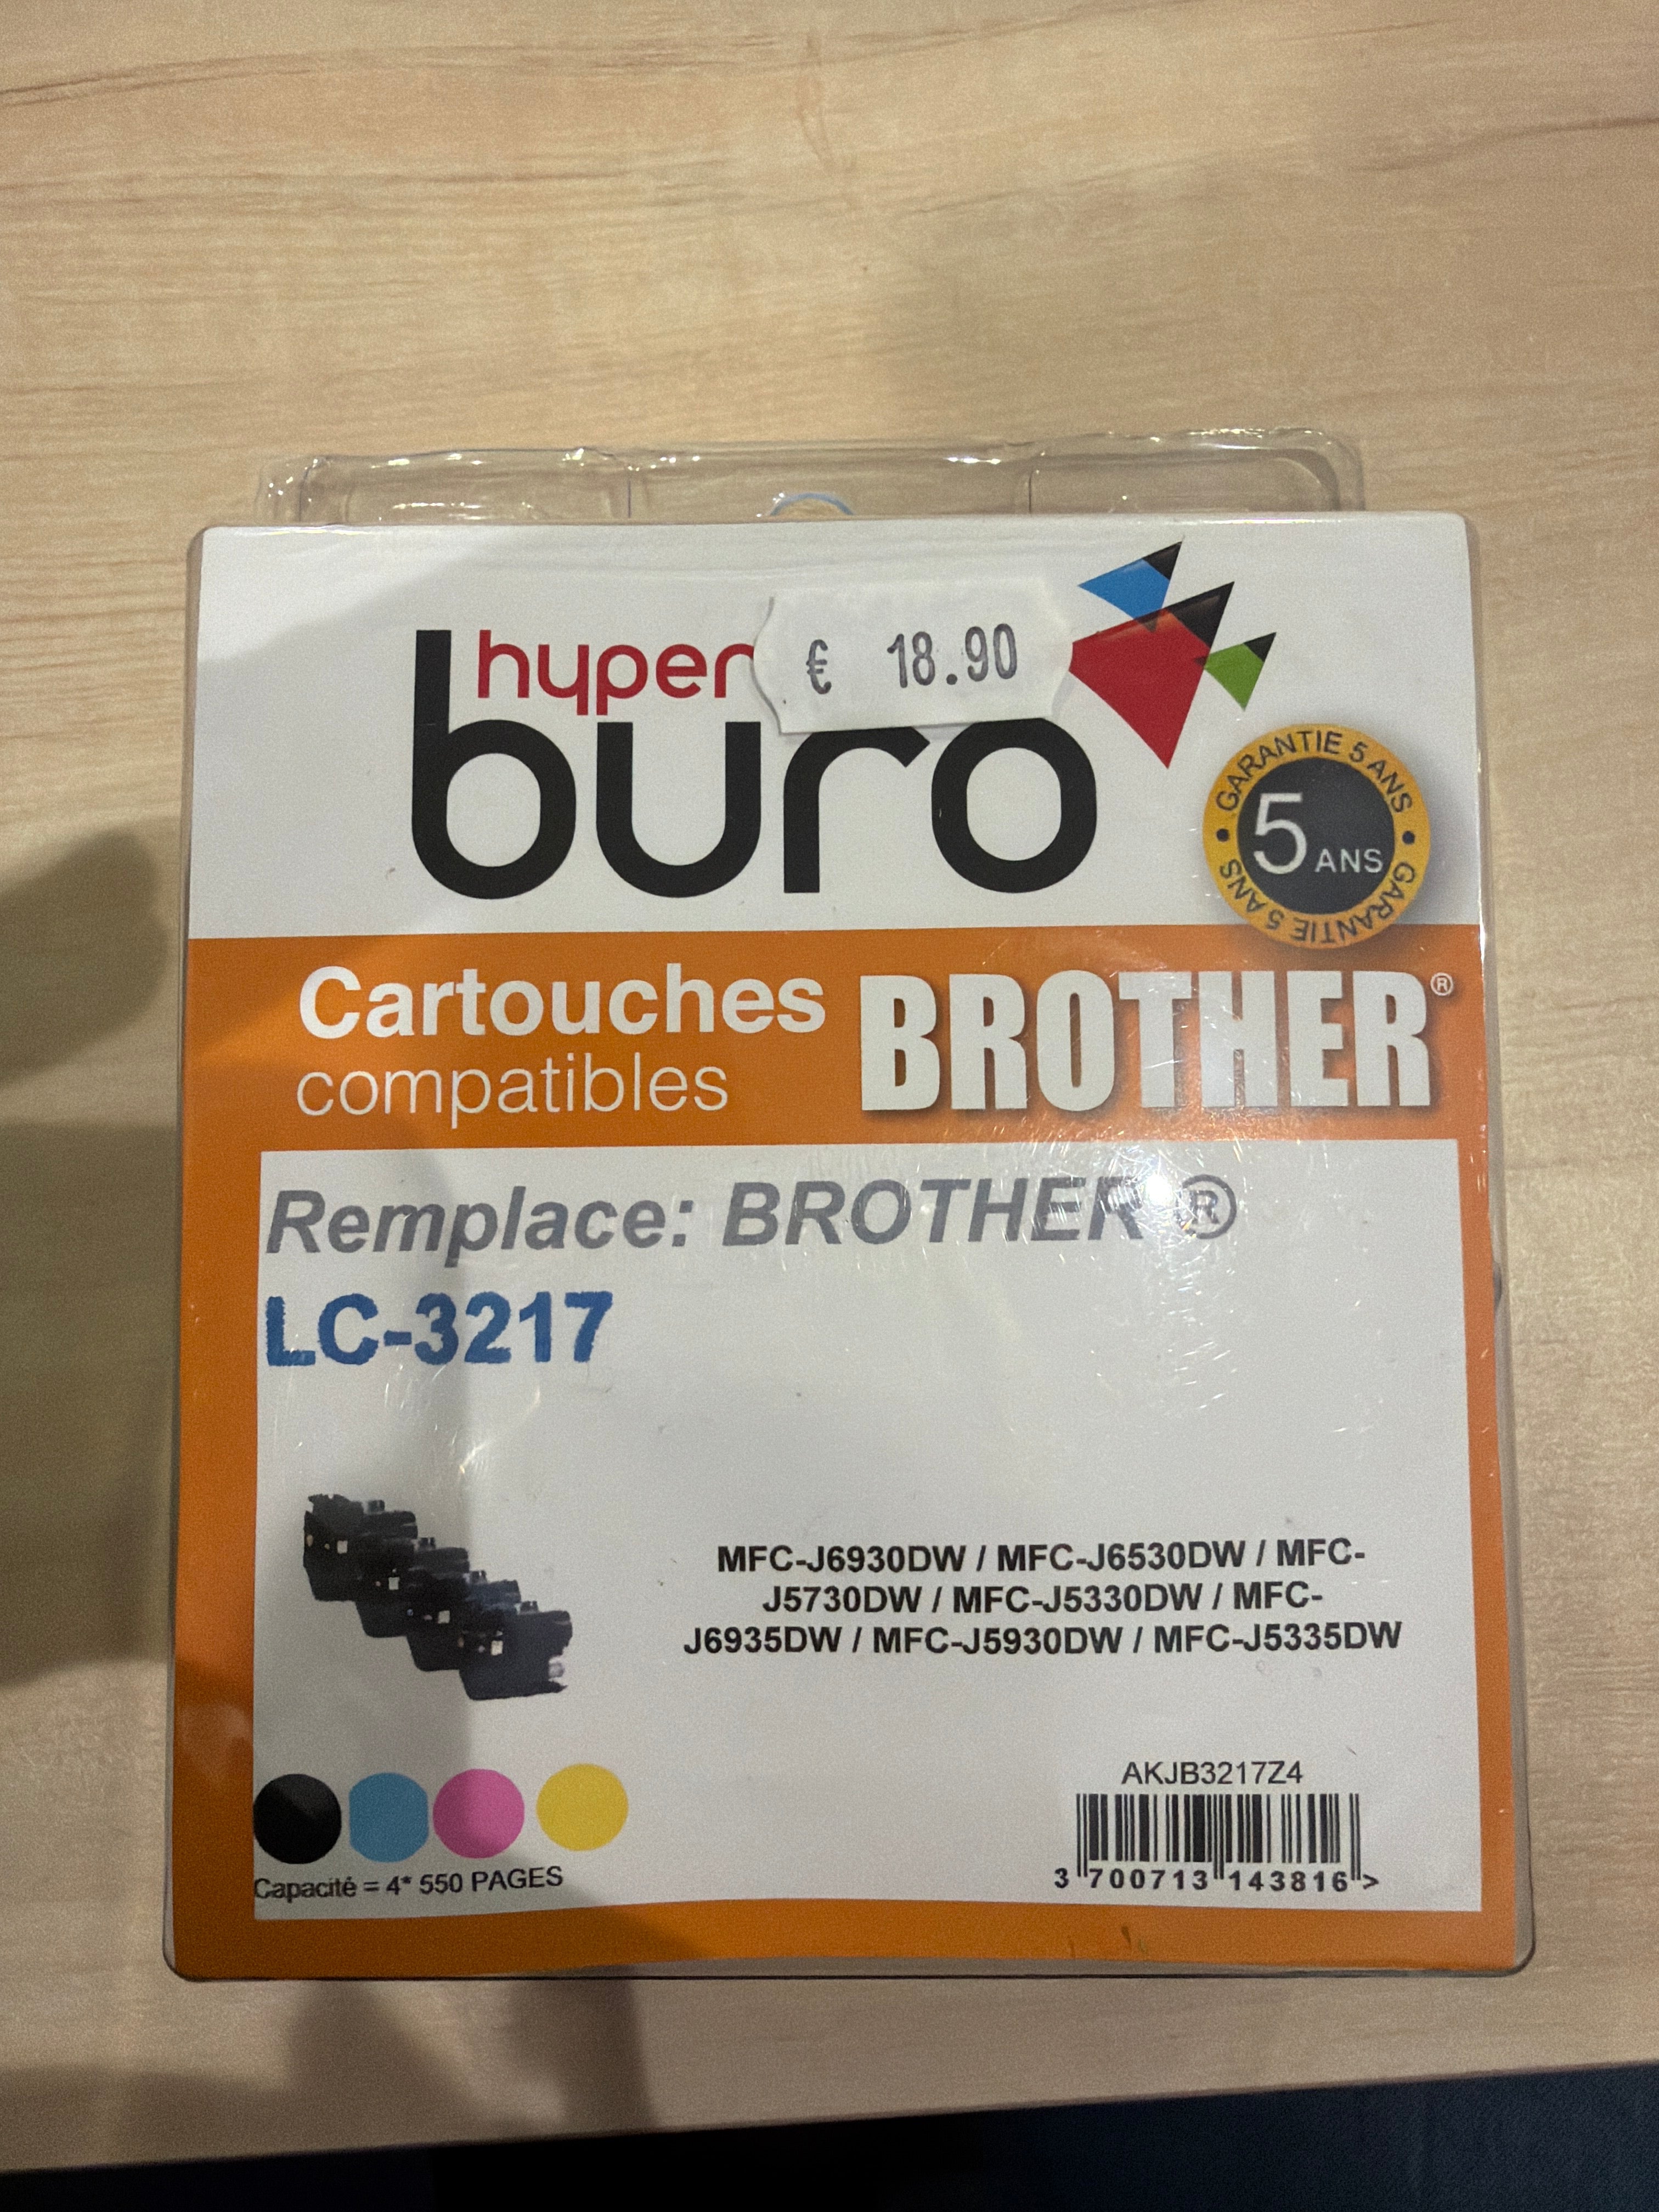 hyper
€ 18.90
buro
GARANTIE 5 ANS
5 ANS
GARANTIE 5 ANS
Cartouches
compatibles
BROTHER®
Remplace: BROTHER ®
LC-3217
MFC-J6930DW / MFC-J6530DW / MFC-
J5730DW / MFC-J5330DW / MFC-
J6935DW / MFC-J5930DW / MFC-J5335DW
Capacité = 4* 550 PAGES
AKJB3217Z4
3 700713 143816 >